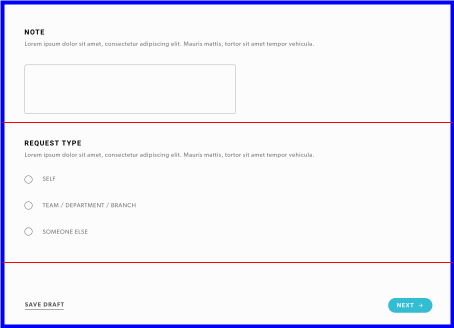 NOTE
Lorem ipsum dolor sit amet, consectetur adipiscing elit. Mauris mattis, tortor sit amet tempor vehicula.
REQUEST TYPE
Lorem ipsum dolor sit amet, consectetur adipiscing elit. Mauris mattis, tortor sit amet tempor vehicula.
SELF
TEAM / DEPARTMENT / BRANCH
SOMEONE ELSE
SAVE DRAFT
NEXT →